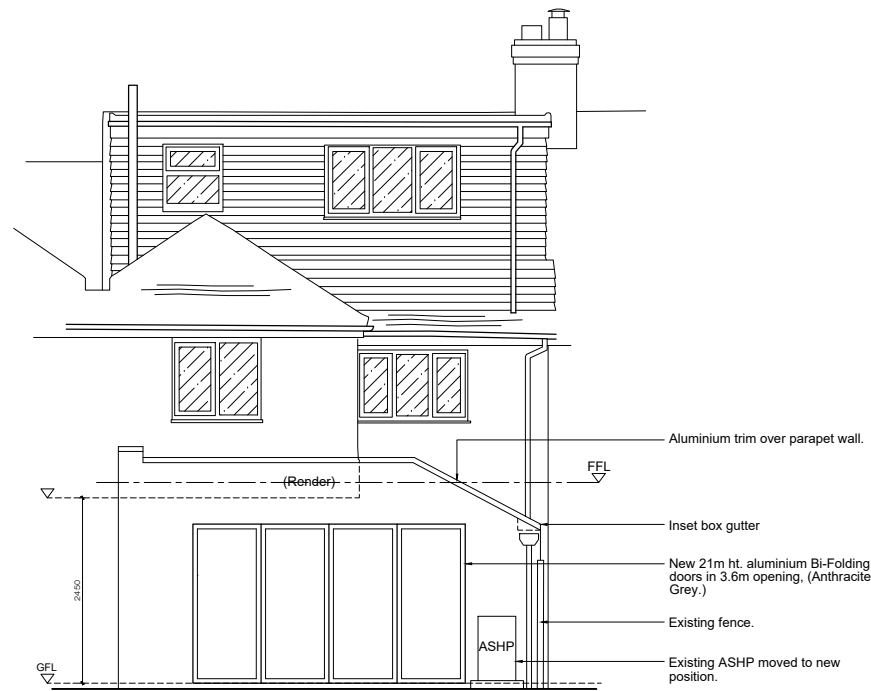 Aluminium trim over parapet wall.
FFL
(Render)
Inset box gutter
New 21m ht. aluminium Bi-Folding
doors in 3.6m opening, (Anthracite
Grey.)
2450
Existing fence.
ASHP
GFL
Existing ASHP moved to new
position.